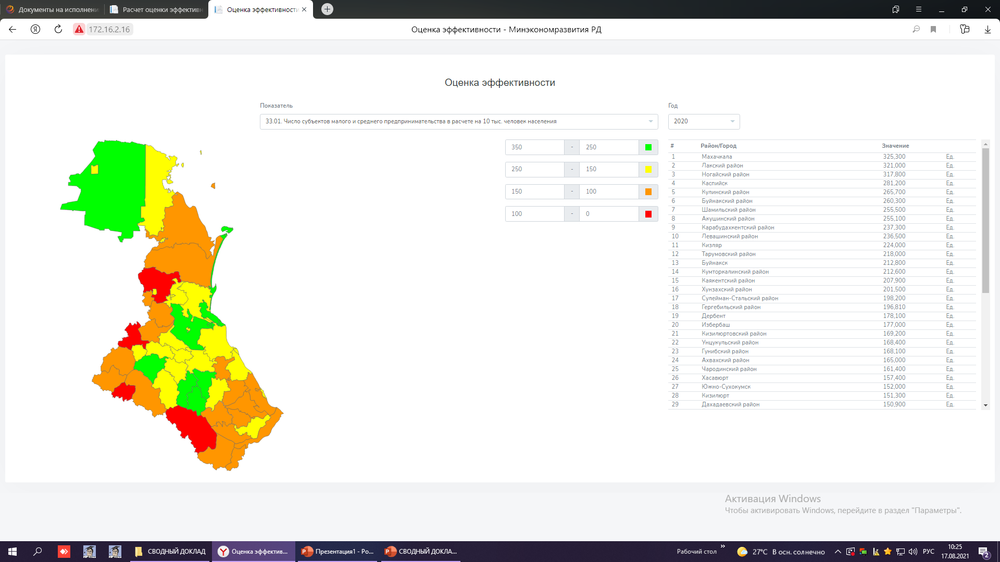 Документы на исполнени
Расчет оценки эффективн
Оценка эффективности
172.16.2.16
Оценка эффективности - Минэкономразвития РД
Оценка эффективности
Показатель
Год
33.01. Число субъектов малого и среднего предпринимательства в расчете на 10 тыс. человек населения
2020
350 - 250
250 - 150
150 - 100
100 - 0
# Район/Город Значение
1 Махачкала 325,300 Ед.
2 Лакский район 321,000 Ед.
3 Ногайский район 317,800 Ед.
4 Каспийск 281,200 Ед.
5 Кулинский район 265,700 Ед.
6 Буйнакский район 260,300 Ед.
7 Шамильский район 255,500 Ед.
8 Акушинский район 255,100 Ед.
9 Карабудахкентский район 237,300 Ед.
10 Левашинский район 236,500 Ед.
11 Кизляр 224,000 Ед.
12 Тарумовский район 218,000 Ед.
13 Буйнакск 212,800 Ед.
14 Кумторкалинский район 212,600 Ед.
15 Каякентский район 207,900 Ед.
16 Хунзахский район 201,500 Ед.
17 Сулейман-Стальский район 198,200 Ед.
18 Гергебильский район 196,810 Ед.
19 Дербент 178,100 Ед.
20 Избербаш 177,000 Ед.
21 Кизилюртовский район 169,200 Ед.
22 Унцукульский район 168,400 Ед.
23 Гунибский район 168,100 Ед.
24 Ахвахский район 165,000 Ед.
25 Чародинский район 161,400 Ед.
26 Хасавюрт 157,400 Ед.
27 Южно-Сухокумск 152,000 Ед.
28 Кизилюрт 151,300 Ед.
29 Дахадаевский район 150,900 Ед.
Активация Windows
Чтобы активировать Windows, перейдите в раздел "Параметры".
СВОДНЫЙ ДОКЛАД
Оценка эффектив...
Презентация1 - Po...
СВОДНЫЙ ДОКЛА...
Рабочий стол
27°C В осн. солнечно
РУС
10:25
17.08.2021
2